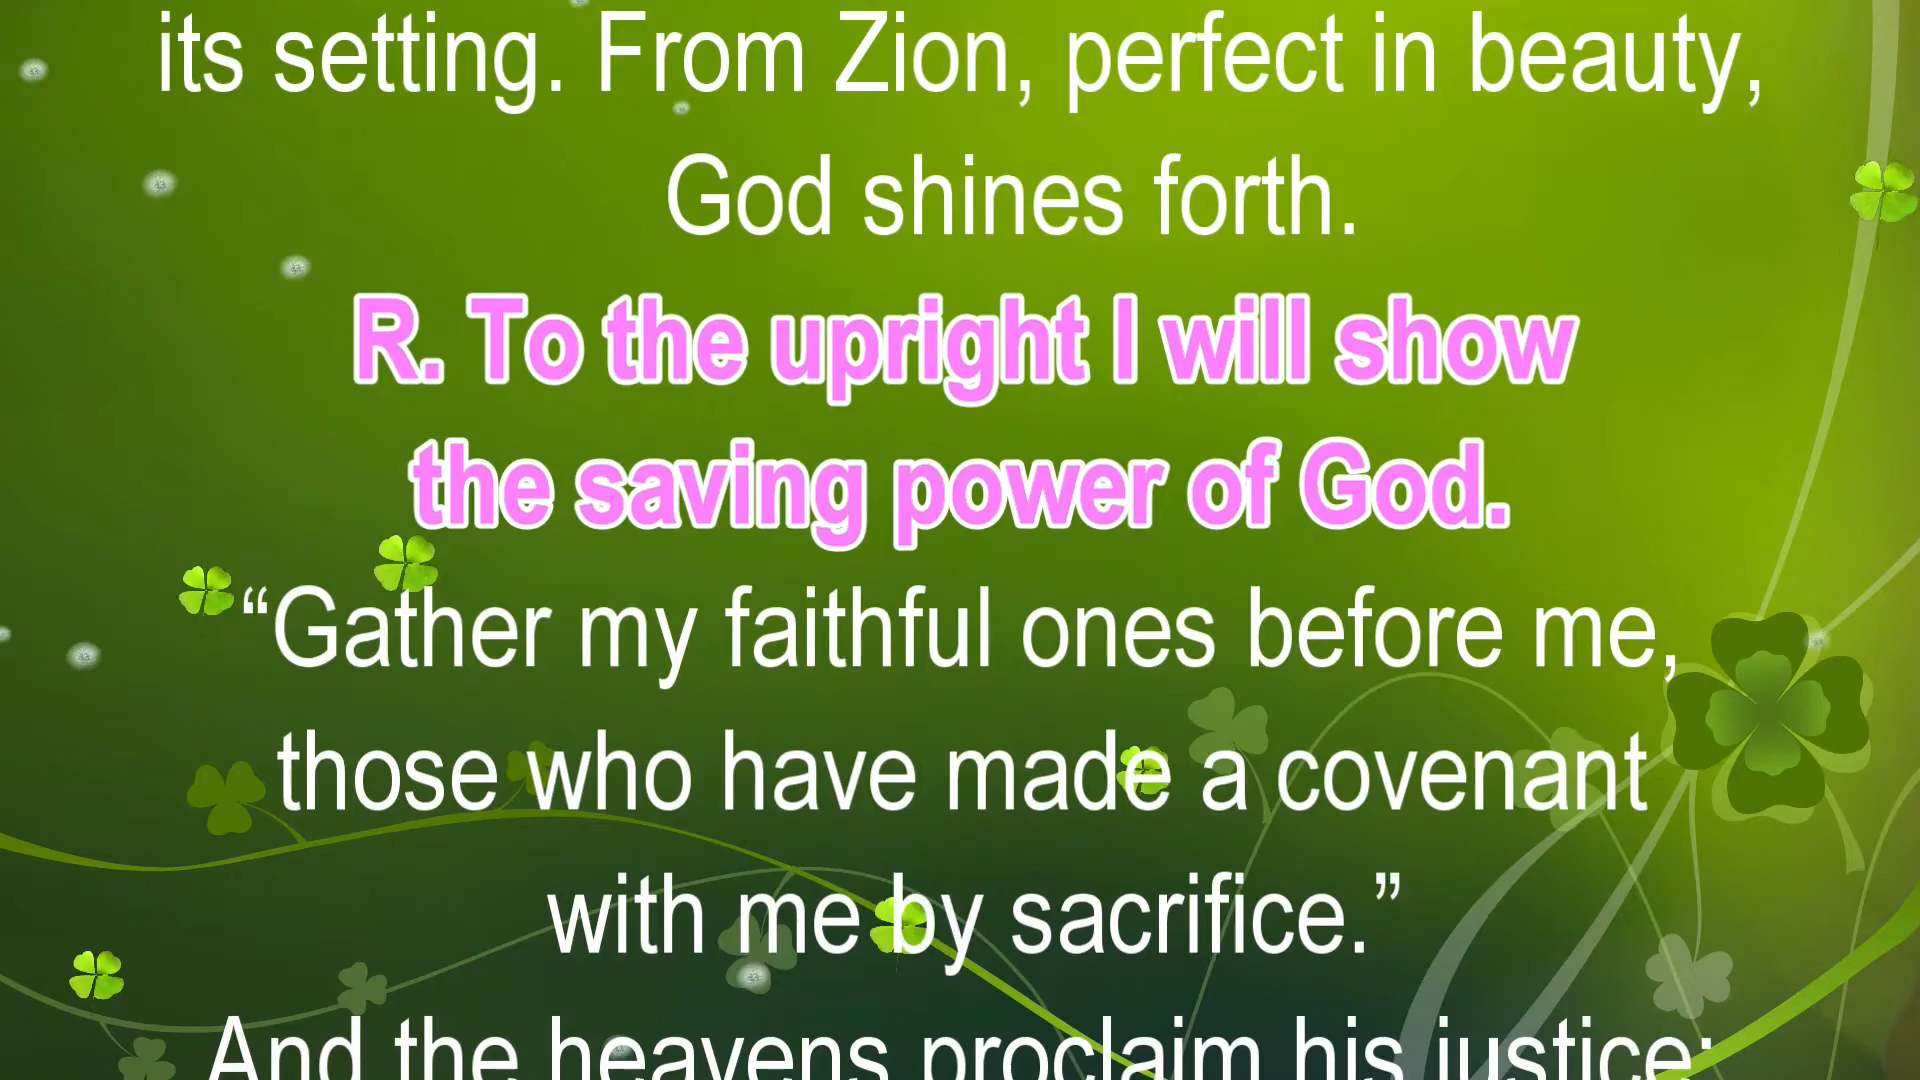 its setting. From Zion, perfect in beauty,
God shines forth.
R. To the upright I will show
the saving power of God.
“Gather my faithful ones before me,
those who have made a covenant
with me by sacrifice.”
And the heavens proclaim his justice;